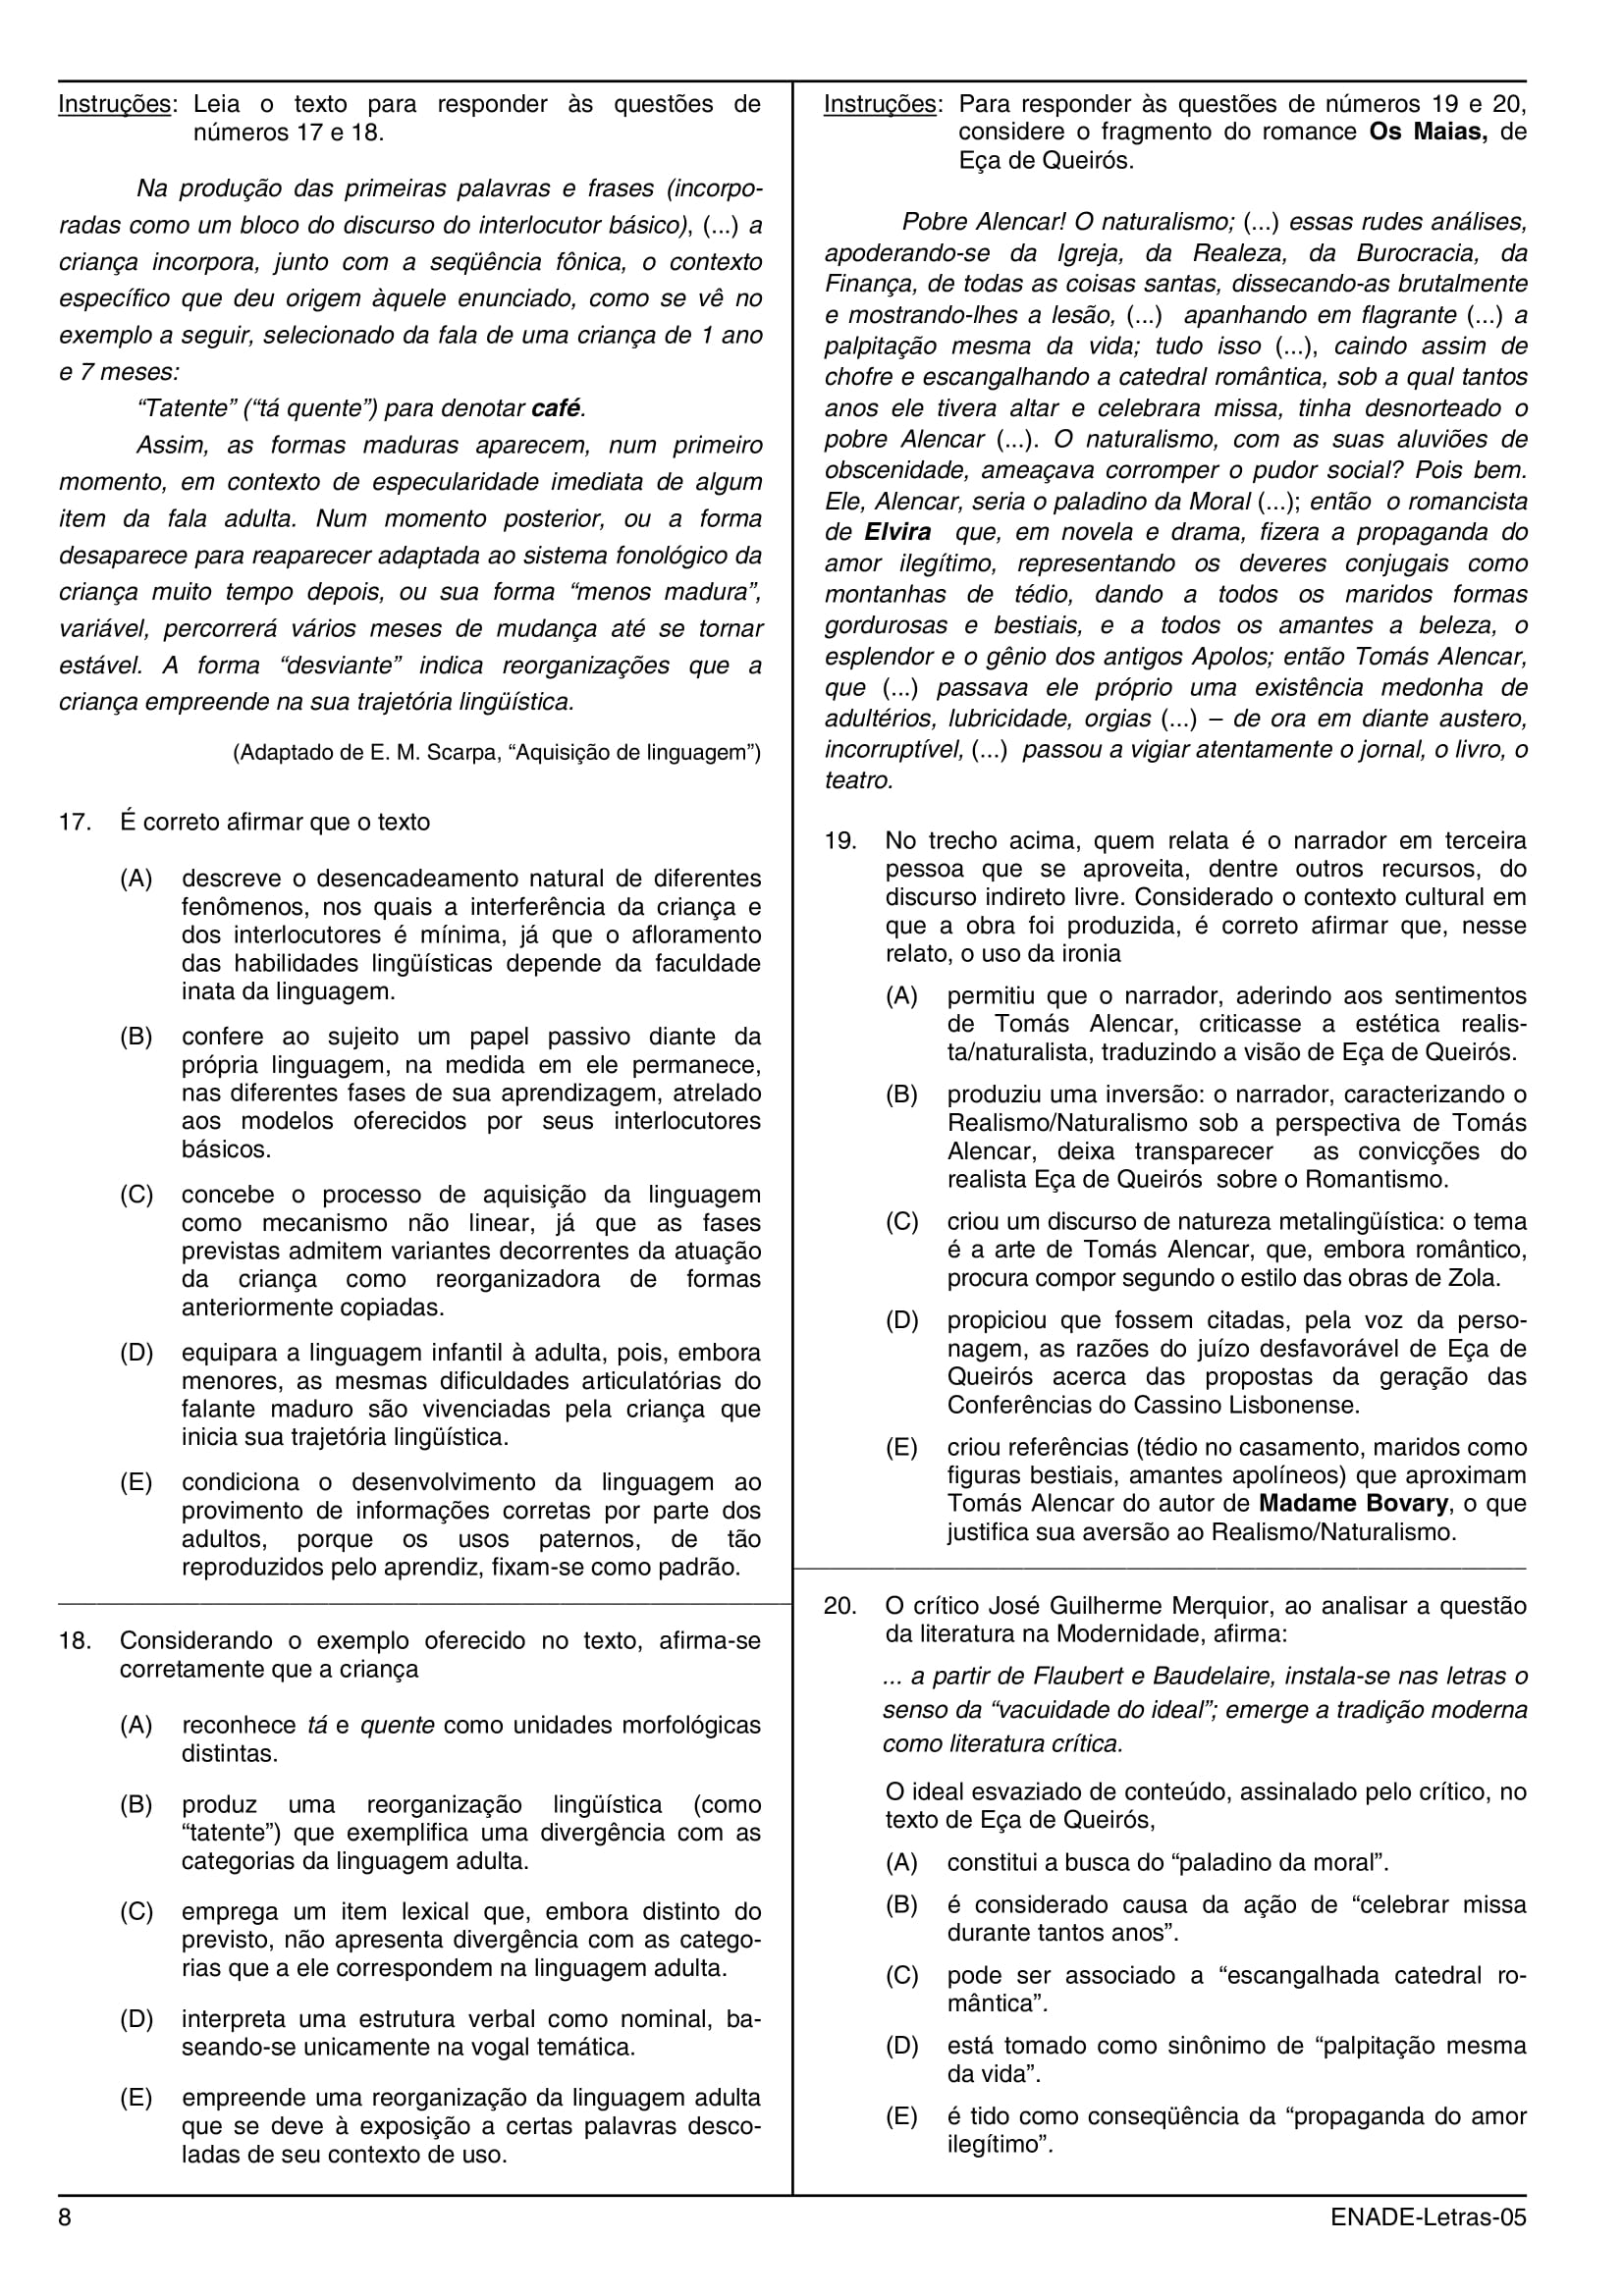 Instruções: Leia o texto para responder às questões de
números 17 e 18.
Na produção das primeiras palavras e frases (incorpo-
radas como um bloco do discurso do interlocutor básico), (...) a
criança incorpora, junto com a seqüência fônica, o contexto
específico que deu origem àquele enunciado, como se vê no
exemplo a seguir, selecionado da fala de uma criança de 1 ano
e 7 meses:
“Tatente” (“tá quente”) para denotar café.
Assim, as formas maduras aparecem, num primeiro
momento, em contexto de especularidade imediata de algum
item da fala adulta. Num momento posterior, ou a forma
desaparece para reaparecer adaptada ao sistema fonológico da
criança muito tempo depois, ou sua forma “menos madura”,
variável, percorrerá vários meses de mudança até se tornar
estável. A forma “desviante” indica reorganizações que a
criança empreende na sua trajetória lingüística.
(Adaptado de E. M. Scarpa, “Aquisição de linguagem”)
17. É correto afirmar que o texto
(A) descreve o desencadeamento natural de diferentes
fenômenos, nos quais a interferência da criança e
dos interlocutores é mínima, já que o afloramento
das habilidades lingüísticas depende da faculdade
inata da linguagem.
(B) confere ao sujeito um papel passivo diante da
própria linguagem, na medida em ele permanece,
nas diferentes fases de sua aprendizagem, atrelado
aos modelos oferecidos por seus interlocutores
básicos.
(C) concebe o processo de aquisição da linguagem
como mecanismo não linear, já que as fases
previstas admitem variantes decorrentes da atuação
da criança como reorganizadora de formas
anteriormente copiadas.
(D) equipara a linguagem infantil à adulta, pois, embora
menores, as mesmas dificuldades articulatórias do
falante maduro são vivenciadas pela criança que
inicia sua trajetória lingüística.
(E) condiciona o desenvolvimento da linguagem ao
provimento de informações corretas por parte dos
adultos, porque os usos paternos, de tão
reproduzidos pelo aprendiz, fixam-se como padrão.
18. Considerando o exemplo oferecido no texto, afirma-se
corretamente que a criança
(A) reconhece tá e quente como unidades morfológicas
distintas.
(B) produz uma reorganização lingüística (como
“tatente”) que exemplifica uma divergência com as
categorias da linguagem adulta.
(C) emprega um item lexical que, embora distinto do
previsto, não apresenta divergência com as catego-
rias que a ele correspondem na linguagem adulta.
(D) interpreta uma estrutura verbal como nominal, ba-
seando-se unicamente na vogal temática.
(E) empreende uma reorganização da linguagem adulta
que se deve à exposição a certas palavras desco-
ladas de seu contexto de uso.
Instruções: Para responder às questões de números 19 e 20,
considere o fragmento do romance Os Maias, de
Eça de Queirós.
Pobre Alencar! O naturalismo; (...) essas rudes análises,
apoderando-se da Igreja, da Realeza, da Burocracia, da
Finança, de todas as coisas santas, dissecando-as brutalmente
e mostrando-lhes a lesão, (...) apanhando em flagrante (...) a
palpitação mesma da vida; tudo isso (...), caindo assim de
chofre e escangalhando a catedral romântica, sob a qual tantos
anos ele tivera altar e celebrara missa, tinha desnorteado o
pobre Alencar (...). O naturalismo, com as suas aluviões de
obscenidade, ameaçava corromper o pudor social? Pois bem.
Ele, Alencar, seria o paladino da Moral (...); então o romancista
de Elvira que, em novela e drama, fizera a propaganda do
amor ilegítimo, representando os deveres conjugais como
montanhas de tédio, dando a todos os maridos formas
gordurosas e bestiais, e a todos os amantes a beleza, o
esplendor e o gênio dos antigos Apolos; então Tomás Alencar,
que (...) passava ele próprio uma existência medonha de
adultérios, lubricidade, orgias (...) – de ora em diante austero,
incorruptível, (...) passou a vigiar atentamente o jornal, o livro, o
teatro.
19. No trecho acima, quem relata é o narrador em terceira
pessoa que se aproveita, dentre outros recursos, do
discurso indireto livre. Considerado o contexto cultural em
que a obra foi produzida, é correto afirmar que, nesse
relato, o uso da ironia
(A) permitiu que o narrador, aderindo aos sentimentos
de Tomás Alencar, criticasse a estética realis-
ta/naturalista, traduzindo a visão de Eça de Queirós.
(B) produziu uma inversão: o narrador, caracterizando o
Realismo/Naturalismo sob a perspectiva de Tomás
Alencar, deixa transparecer as convicções do
realista Eça de Queirós sobre o Romantismo.
(C) criou um discurso de natureza metalingüística: o tema
é a arte de Tomás Alencar, que, embora romântico,
procura compor segundo o estilo das obras de Zola.
(D) propiciou que fossem citadas, pela voz da perso-
nagem, as razões do juízo desfavorável de Eça de
Queirós acerca das propostas da geração das
Conferências do Cassino Lisbonense.
(E) criou referências (tédio no casamento, maridos como
figuras bestiais, amantes apolíneos) que aproximam
Tomás Alencar do autor de Madame Bovary, o que
justifica sua aversão ao Realismo/Naturalismo.
20. O crítico José Guilherme Merquior, ao analisar a questão
da literatura na Modernidade, afirma:
... a partir de Flaubert e Baudelaire, instala-se nas letras o
senso da “vacuidade do ideal”; emerge a tradição moderna
como literatura crítica.
O ideal esvaziado de conteúdo, assinalado pelo crítico, no
texto de Eça de Queirós,
(A) constitui a busca do “paladino da moral”.
(B) é considerado causa da ação de “celebrar missa
durante tantos anos”.
(C) pode ser associado a “escangalhada catedral ro-
mântica”.
(D) está tomado como sinônimo de “palpitação mesma
da vida”.
(E) é tido como conseqüência da “propaganda do amor
ilegítimo”.
8
ENADE-Letras-05